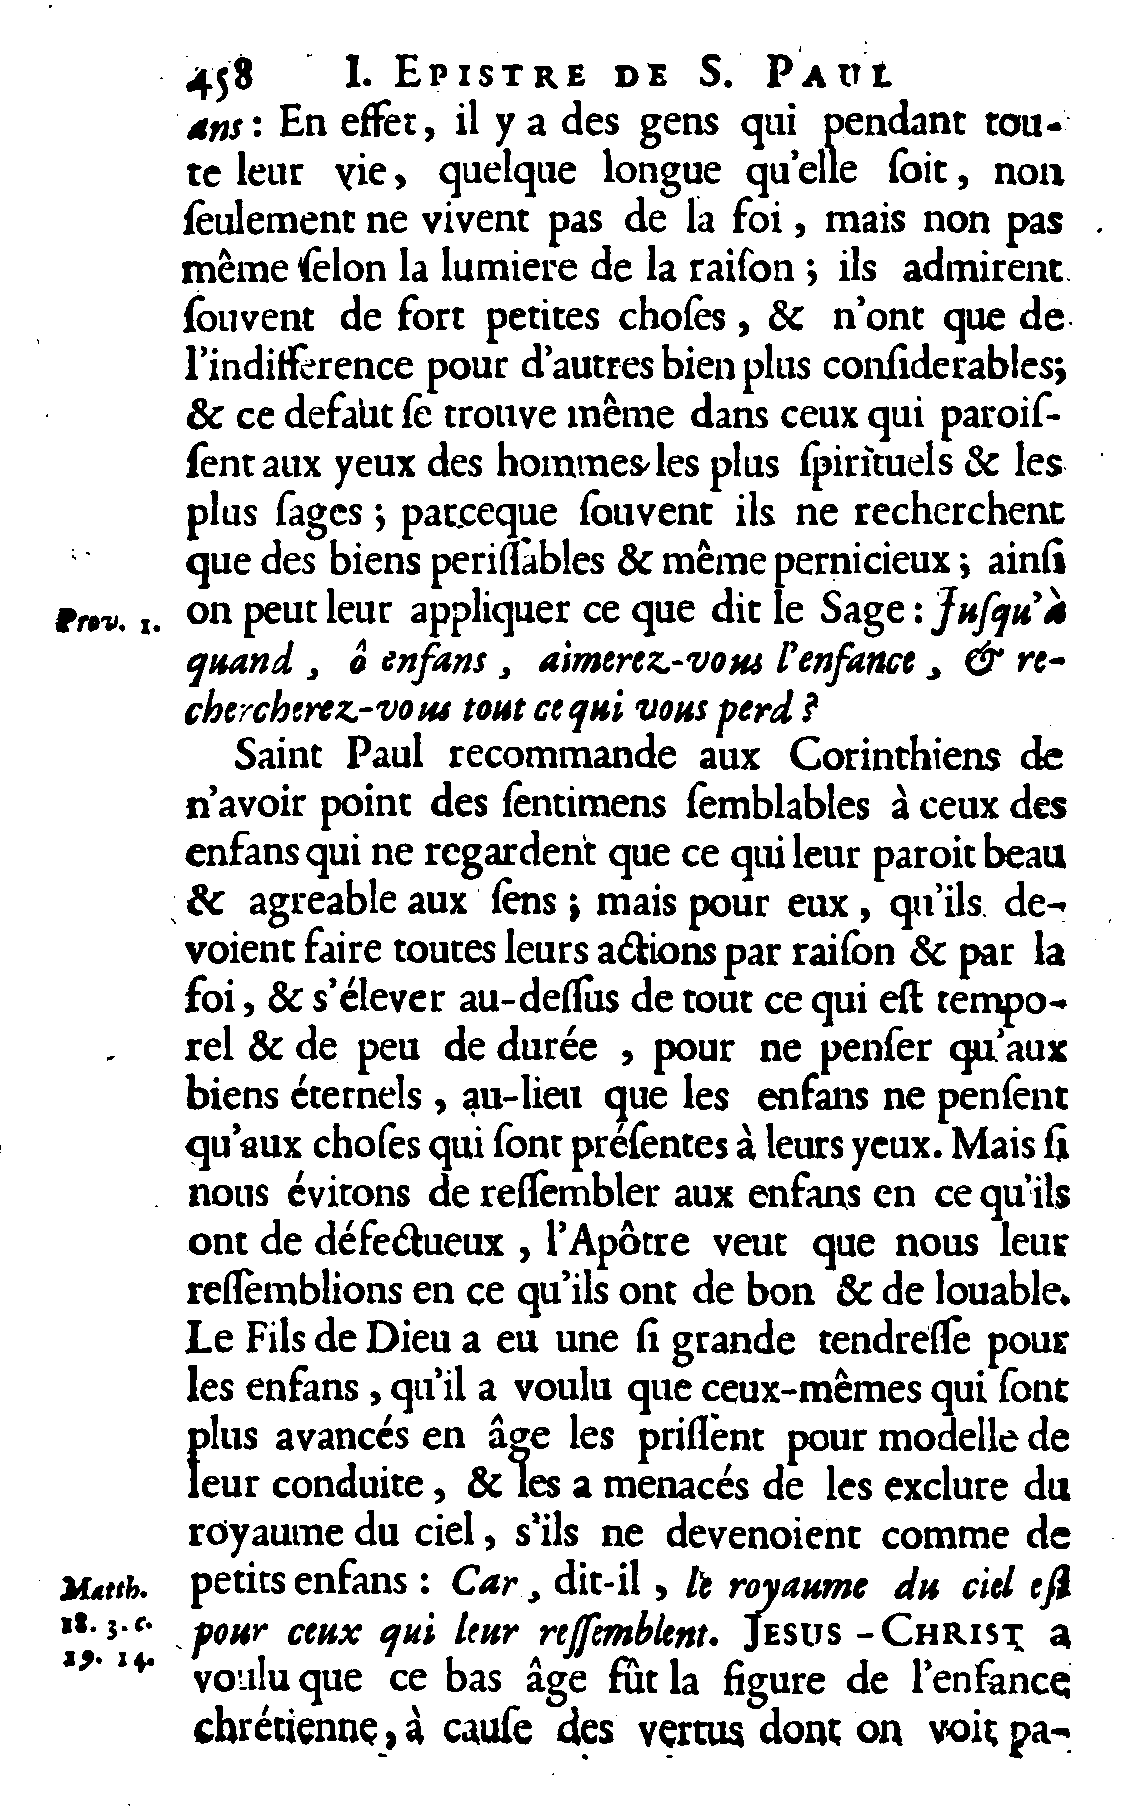 458 I. EPISTRE DE S. PAUL
ans : En effet, il y a des gens qui pendant tou-
te leur vie, quelque longue qu'elle ſoit, non
ſeulement ne vivent pas de la foi, mais non pas
même ſelon la lumiere de la raiſon ; ils admirent
ſouvent de fort petites choſes, & n'ont que de
l'indifference pour d'autres bien plus conſiderables;
& ce defaut ſe trouve même dans ceux qui paroiſ-
ſent aux yeux des hommes les plus ſpirituels & les
plus ſages ; parceque ſouvent ils ne recherchent
que des biens periſſables & même pernicieux ; ainſi
Prov. 1. on peut leur appliquer ce que dit le Sage : Juſqu'à
quand, ô enfans, aimerez-vous l'enfance, & re-
chercherez-vous tout ce qui vous perd ?
Saint Paul recommande aux Corinthiens de
n'avoir point des ſentimens ſemblables à ceux des
enfans qui ne regardent que ce qui leur paroit beau
& agreable aux ſens ; mais pour eux, qu'ils de-
voient faire toutes leurs actions par raiſon & par la
foi, & s'élever au-deſſus de tout ce qui eſt tempo-
rel & de peu de durée, pour ne penſer qu'aux
biens éternels, au-lieu que les enfans ne penſent
qu'aux choſes qui ſont préſentes à leurs yeux. Mais ſi
nous évitons de reſſembler aux enfans en ce qu'ils
ont de défectueux, l'Apôtre veut que nous leur
reſſemblions en ce qu'ils ont de bon & de louable.
Le Fils de Dieu a eu une ſi grande tendreſſe pour
les enfans, qu'il a voulu que ceux-mêmes qui ſont
plus avancés en âge les priſſent pour modelle de
leur conduite, & les a menacés de les exclure du
royaume du ciel, s'ils ne devenoient comme de
Matth. petits enfans : Car, dit-il, le royaume du ciel eſt
18. 3. c. pour ceux qui leur reſſemblent. JESUS-CHRIST a
19. 14. voulu que ce bas âge fût la figure de l'enfance
chrétienne, à cauſe des vertus dont on voit pa-